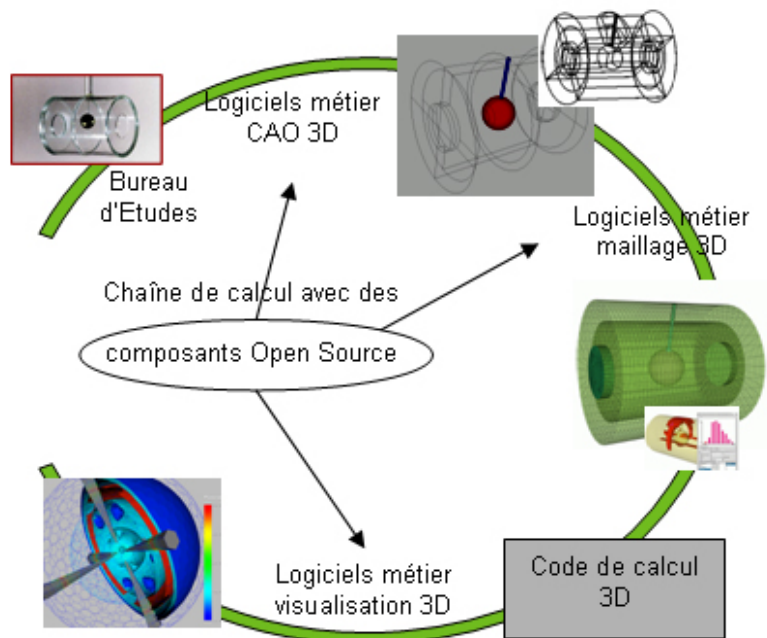 Logiciels métier
CAO 3D
Bureau
d'Etudes
Logiciels métier
maillage 3D
Chaîne de calcul avec des
composants Open Source
Logiciels métier
visualisation 3D
Code de calcul
3D